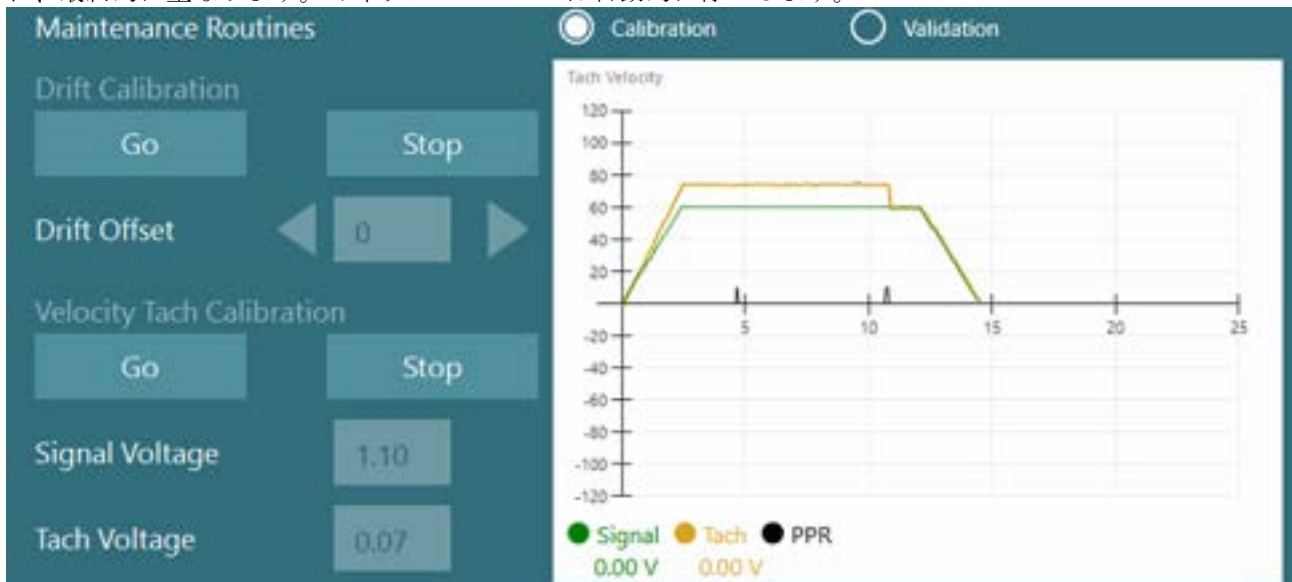 Maintenance Routines
Calibration
Validation
Drift Calibration
Go
Stop
Drift Offset
0
Velocity Tach Calibration
Go
Stop
Signal Voltage
1.10
Tach Voltage
0.07
Tach Velocity
120
100
80
60
40
20
-20
-40
-60
-80
-100
-120
5
10
15
20
25
Signal
Tach
PPR
0.00 V
0.00 V